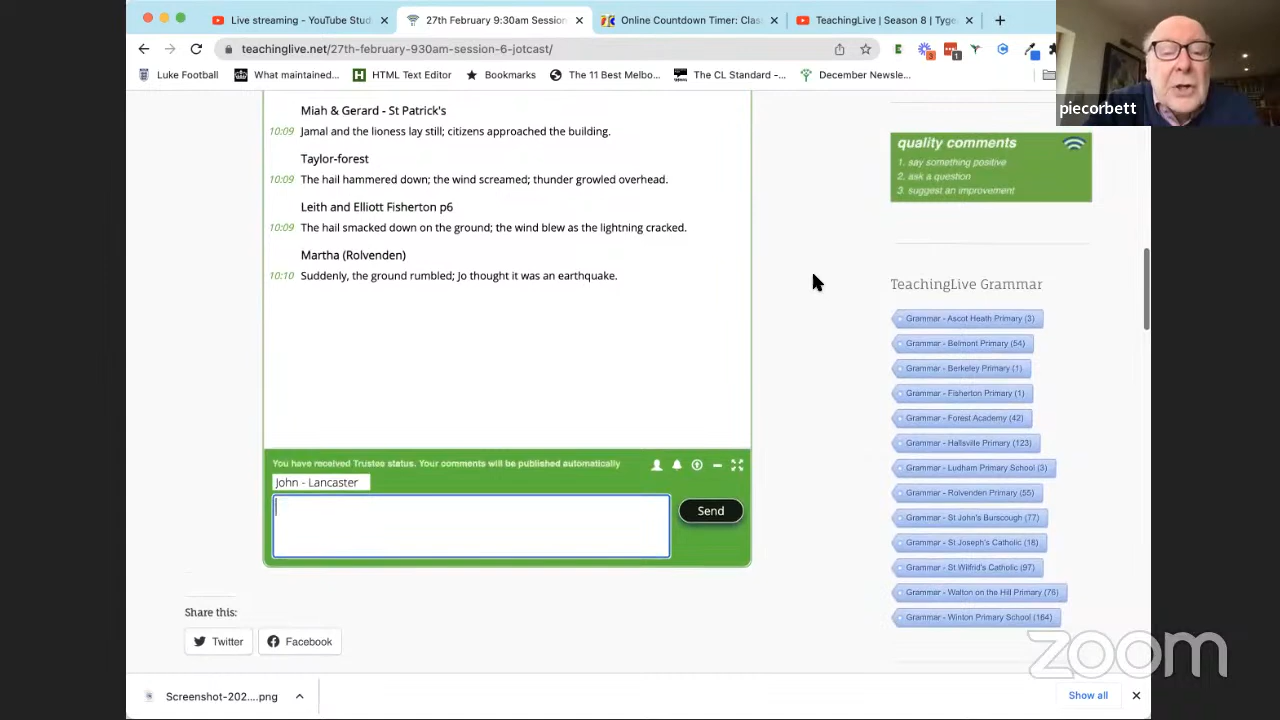 Live streaming - YouTube Stud
27th February 9:30am Session
Online Countdown Timer: Clas
TeachingLive | Season 8 | Tyge
teachinglive.net/27th-february-930am-session-6-jotcast/
Luke Football
What maintained...
HTML Text Editor
Bookmarks
The 11 Best Melbo...
The CL Standard -...
December Newsle...
piecorbett
Miah & Gerard - St Patrick's
10:09 Jamal and the lioness lay still; citizens approached the building.
Taylor-forest
10:09 The hail hammered down; the wind screamed; thunder growled overhead.
Leith and Elliott Fisherton p6
10:09 The hail smacked down on the ground; the wind blew as the lightning cracked.
Martha (Rolvenden)
10:10 Suddenly, the ground rumbled; Jo thought it was an earthquake.
You have received Trustee status. Your comments will be published automatically
John - Lancaster
Send
Share this:
Twitter
Facebook
quality comments
1. say something positive
2. ask a question
3. suggest an improvement
TeachingLive Grammar
Grammar - Ascot Heath Primary (3)
Grammar - Belmont Primary (54)
Grammar - Berkeley Primary (1)
Grammar - Fisherton Primary (1)
Grammar - Forest Academy (42)
Grammar - Hallsville Primary (123)
Grammar - Ludham Primary School (3)
Grammar - Rolvenden Primary (55)
Grammar - St John's Burscough (77)
Grammar - St Joseph's Catholic (18)
Grammar - St Wilfrid's Catholic (97)
Grammar - Walton on the Hill Primary (76)
Grammar - Winton Primary School (164)
zoom
Screenshot-202....png
Show all